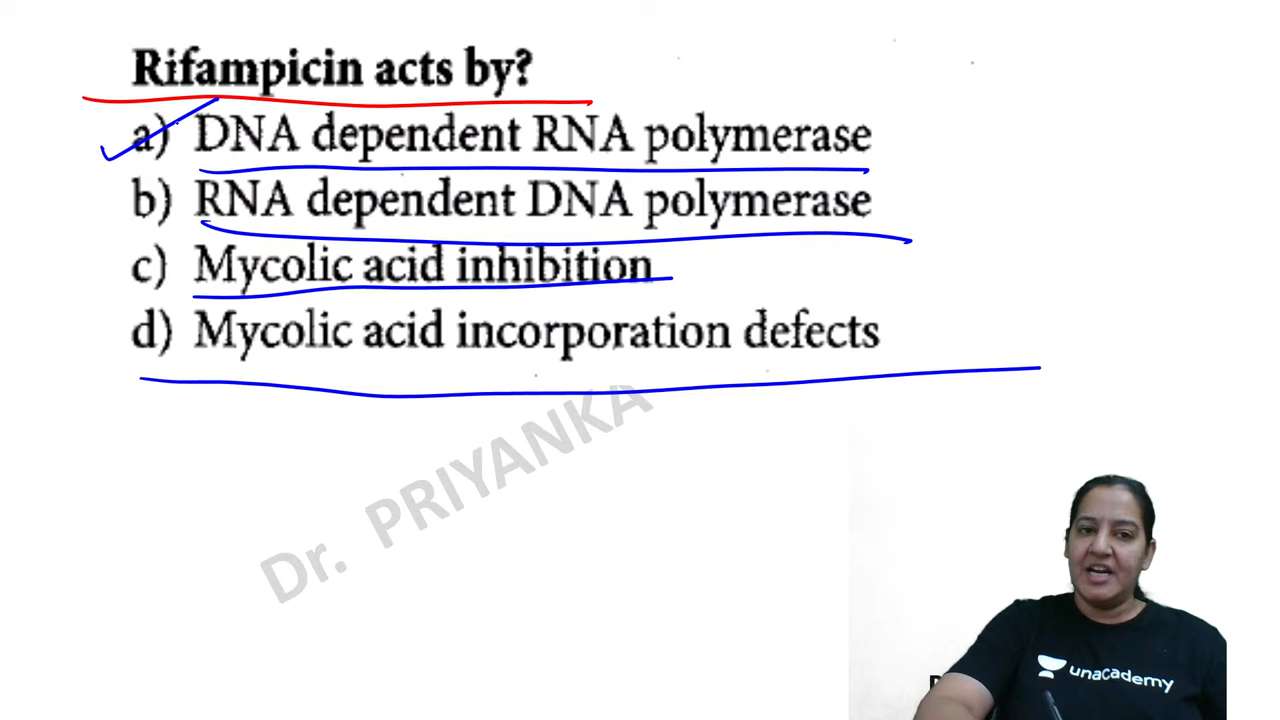 Rifampicin acts by?
a) DNA dependent RNA polymerase
b) RNA dependent DNA polymerase
c) Mycolic acid inhibition
d) Mycolic acid incorporation defects
Dr. PRIYANKA
unacademy